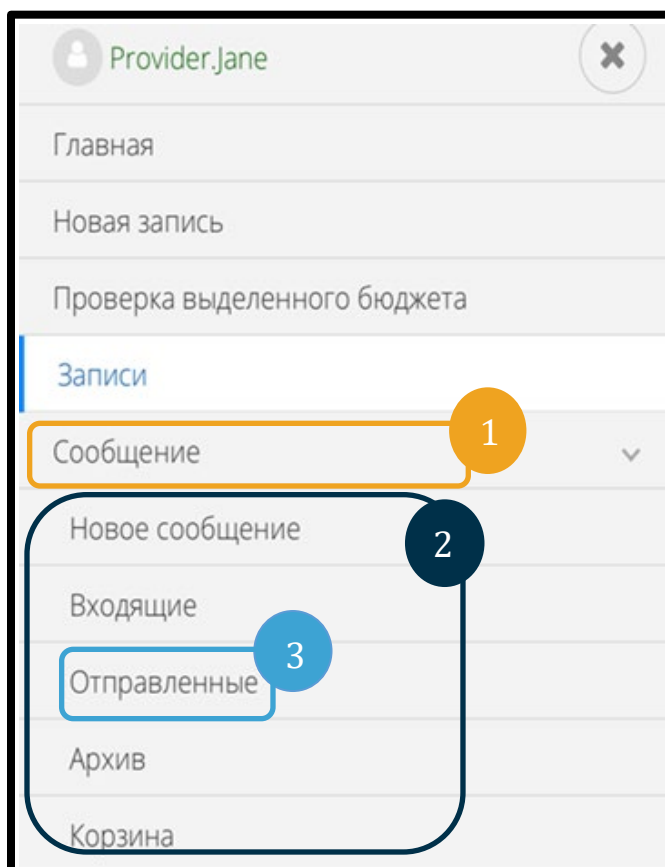 Provider.Jane
Главная
Новая запись
Проверка выделенного бюджета
Записи
1
Сообщение
Новое сообщение
2
Входящие
3
Отправленные
Архив
Корзина